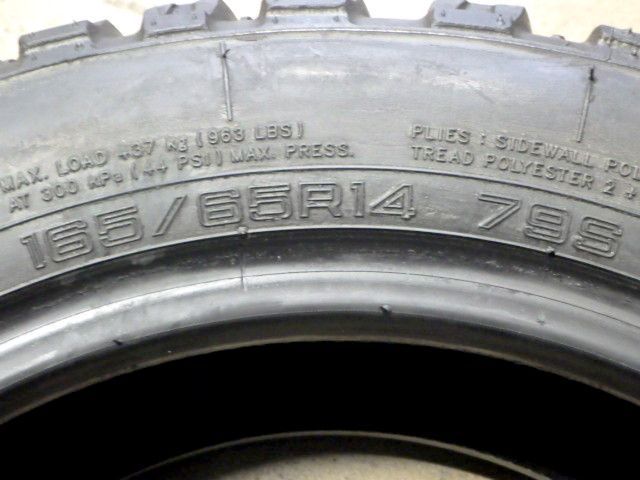 MAX. LOAD 437 Kg (963 LBS)
AT 300 KPa (44 PSI) MAX. PRESS.
PLIES : SIDEWALL
TREAD POLYESTER 2 +
165/65R14 79S